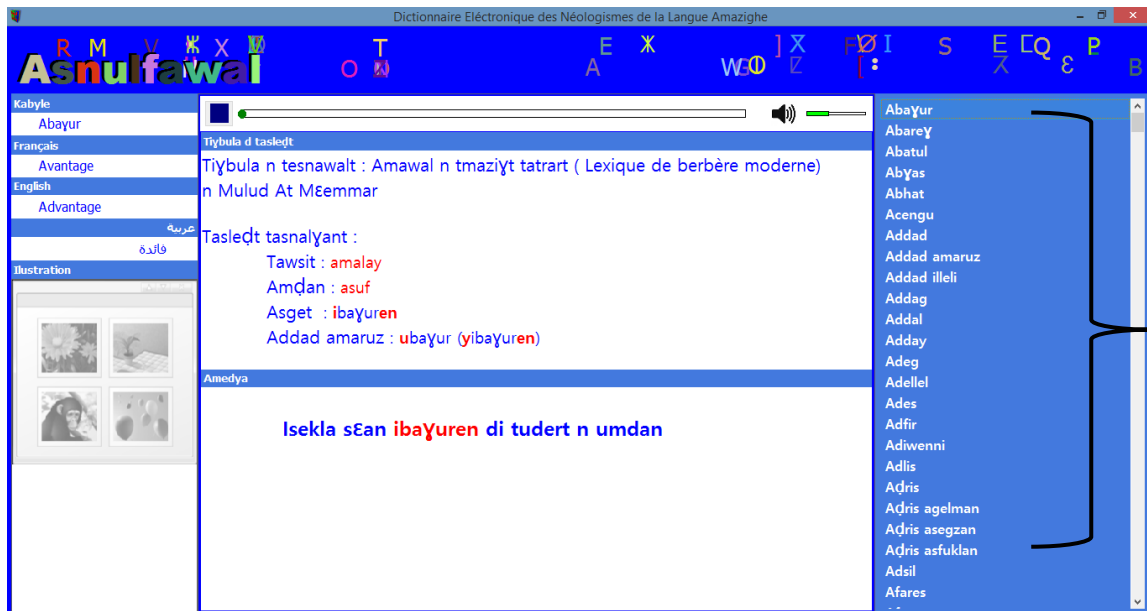 Dictionnaire Eléctronique des Néologismes de la Langue Amazighe
Asnulfawal
Kabyle
Abaɣur
Français
Avantage
English
Advantage
عربية
فائدة
Ilustration
Tiɣbula d tasleḍt
Tiɣbula n tesnawalt : Amawal n tmaziɣt tatrart ( Lexique de berbère moderne)
n Mulud At Mɛemmar
Tasleḍt tasnalɣant :
Tawsit : amalay
Amḍan : asuf
Asget : ibaɣuren
Addad amaruz : ubaɣur (yibaɣuren)
Amedya
Isekla sɛan ibaɣuren di tudert n umdan
Abaɣur
Abareɣ
Abatul
Abɣas
Abhat
Acengu
Addad
Addad amaruz
Addad illeli
Addag
Addal
Adday
Adeg
Adellel
Ades
Adfir
Adiwenni
Adlis
Aḍris
Aḍris agelman
Aḍris asegzan
Aḍris asfuklan
Adsil
Afares